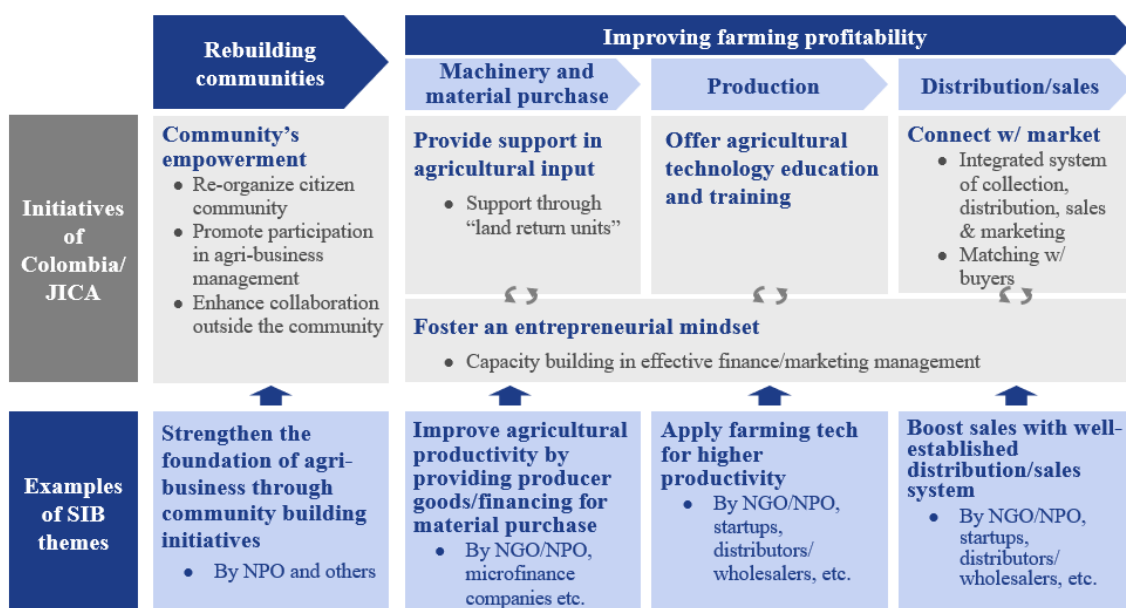 Rebuilding
communities
Improving farming profitability
Machinery and
material purchase
Production
Distribution/sales
Initiatives
of
Colombia/
JICA
Community's
empowerment
● Re-organize citizen
community
● Promote participation
in agri-business
management
● Enhance collaboration
outside the community
Provide support in
agricultural input
● Support through
“land return units”
Offer agricultural
technology education
and training
Connect w/ market
● Integrated system
of collection,
distribution, sales
& marketing
● Matching w/
buyers
Foster an entrepreneurial mindset
● Capacity building in effective finance/marketing management
Examples
of SIB
themes
Strengthen the
foundation of agri-
business through
community building
initiatives
● By NPO and others
Improve agricultural
productivity by
providing producer
goods/financing for
material purchase
● By NGO/NPO,
microfinance
companies etc.
Apply farming tech
for higher
productivity
● By NGO/NPO,
startups,
distributors/
wholesalers, etc.
Boost sales with well-
established
distribution/sales
system
● By NGO/NPO,
startups,
distributors/
wholesalers, etc.